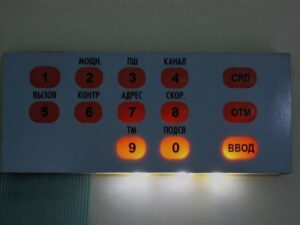 МОЩН. ПШ КАНАЛ
1 2 3 4 СРД
ВЫЗОВ КОНТР АДРЕС СКОР.
5 6 7 8 ОТМ
ТМ ПОДСВ
9 0 ВВОД